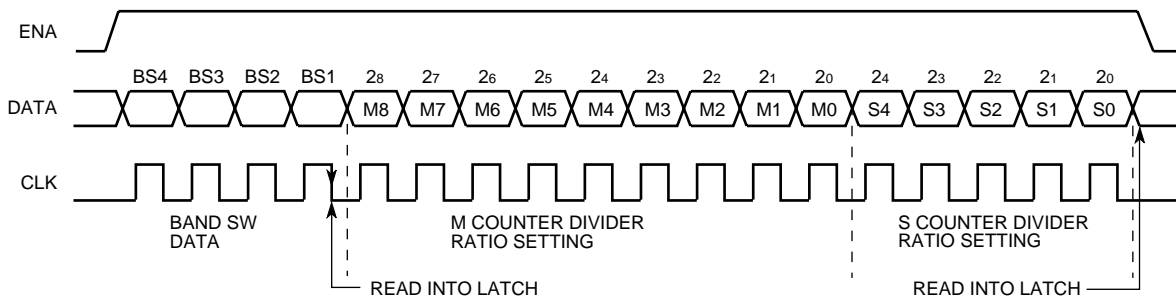 ENA
BS4 BS3 BS2 BS1 28 27 26 25 24 23 22 21 20 24 23 22 21 20
DATA M8 M7 M6 M5 M4 M3 M2 M1 M0 S4 S3 S2 S1 S0
CLK
BAND SW
DATA
M COUNTER DIVIDER
RATIO SETTING
S COUNTER DIVIDER
RATIO SETTING
READ INTO LATCH
READ INTO LATCH